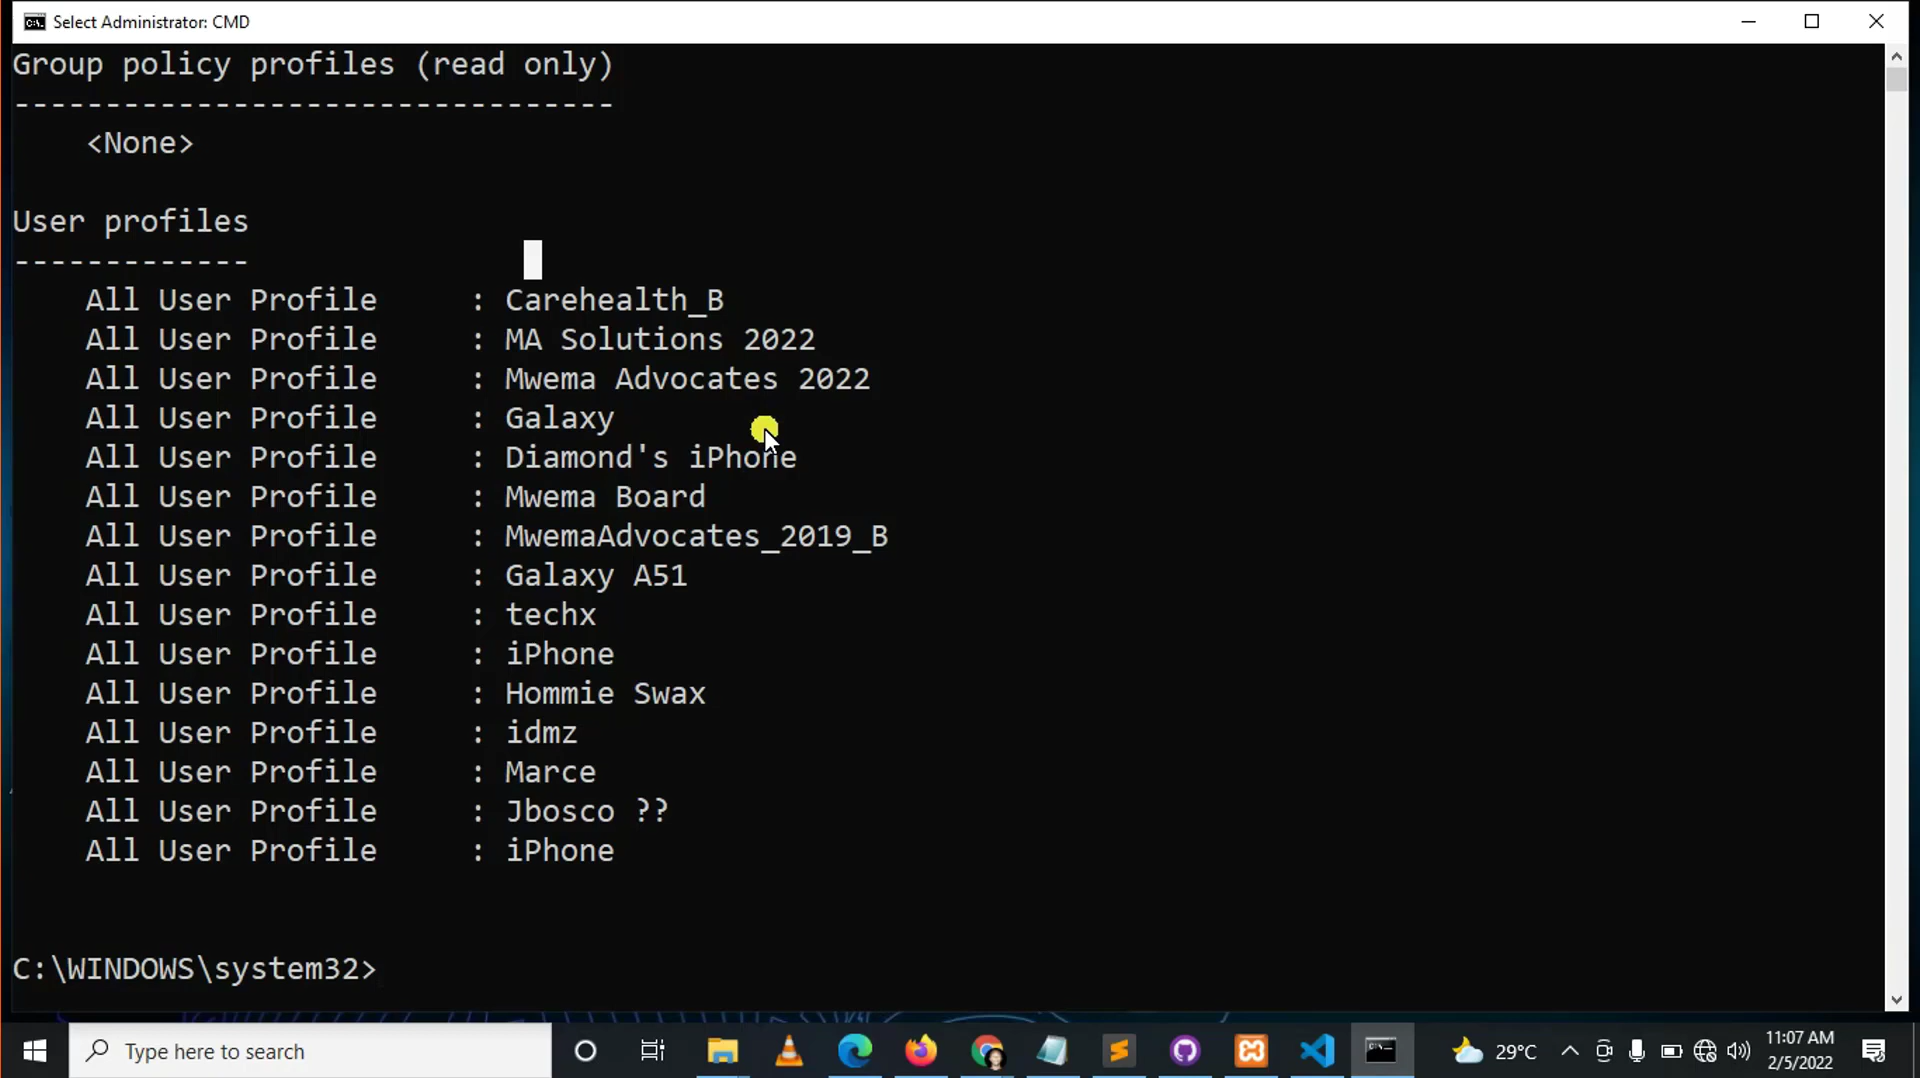 Select Administrator: CMD
Group policy profiles (read only)
---------------------------------
<None>
User profiles
-------------
All User Profile : Carehealth_B
All User Profile : MA Solutions 2022
All User Profile : Mwema Advocates 2022
All User Profile : Galaxy
All User Profile : Diamond's iPhone
All User Profile : Mwema Board
All User Profile : MwemaAdvocates_2019_B
All User Profile : Galaxy A51
All User Profile : techx
All User Profile : iPhone
All User Profile : Hommie Swax
All User Profile : idmz
All User Profile : Marce
All User Profile : Jbosco ??
All User Profile : iPhone
C:\WINDOWS\system32>
Type here to search
29°C
11:07 AM
2/5/2022